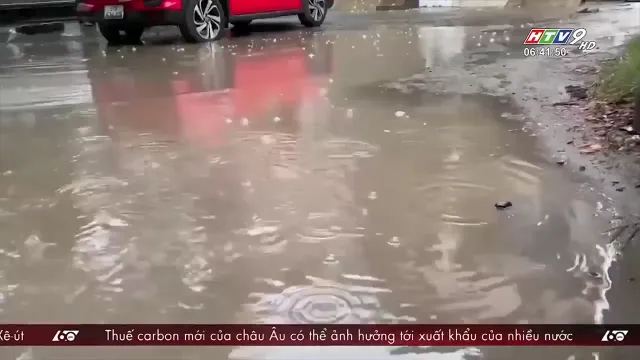 HTV9 HD
06:41:50
Kê-út 60 Thuế carbon mới của châu Âu có thể ảnh hưởng tới xuất khẩu của nhiều nước 60